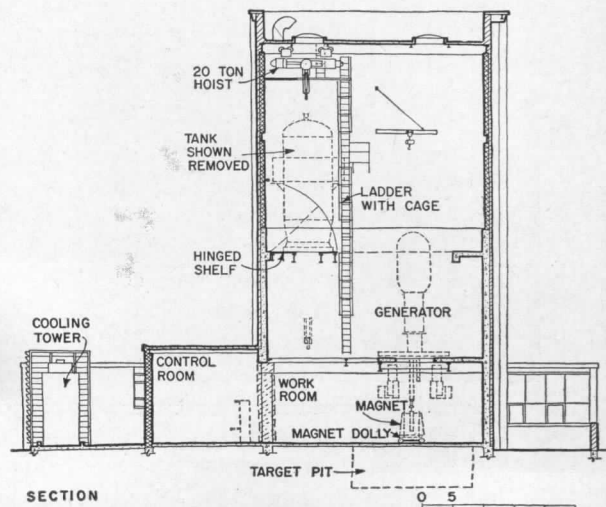 20 TON
HOIST
TANK
SHOWN
REMOVED
LADDER
WITH CAGE
HINGED
SHELF
GENERATOR
COOLING
TOWER
CONTROL
ROOM
WORK
ROOM
MAGNET
MAGNET DOLLY
TARGET PIT
SECTION
0 5